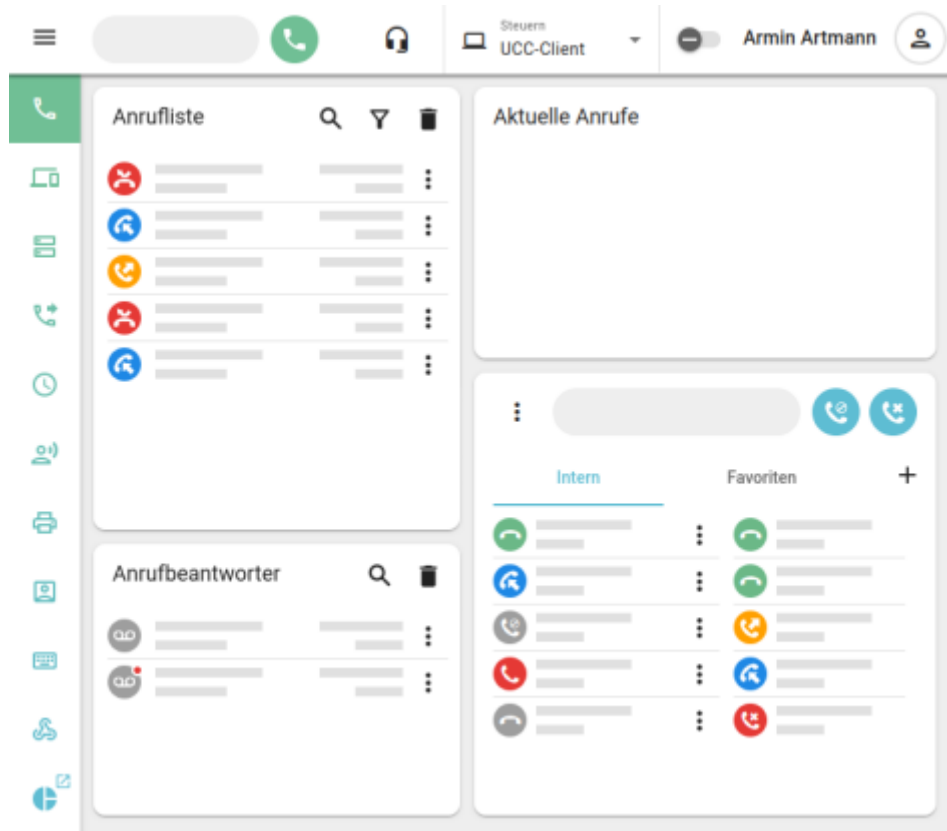 Steuern
UCC-Client
Armin Artmann
Anrufliste
Aktuelle Anrufe
Intern
Favoriten
Anrufbeantworter